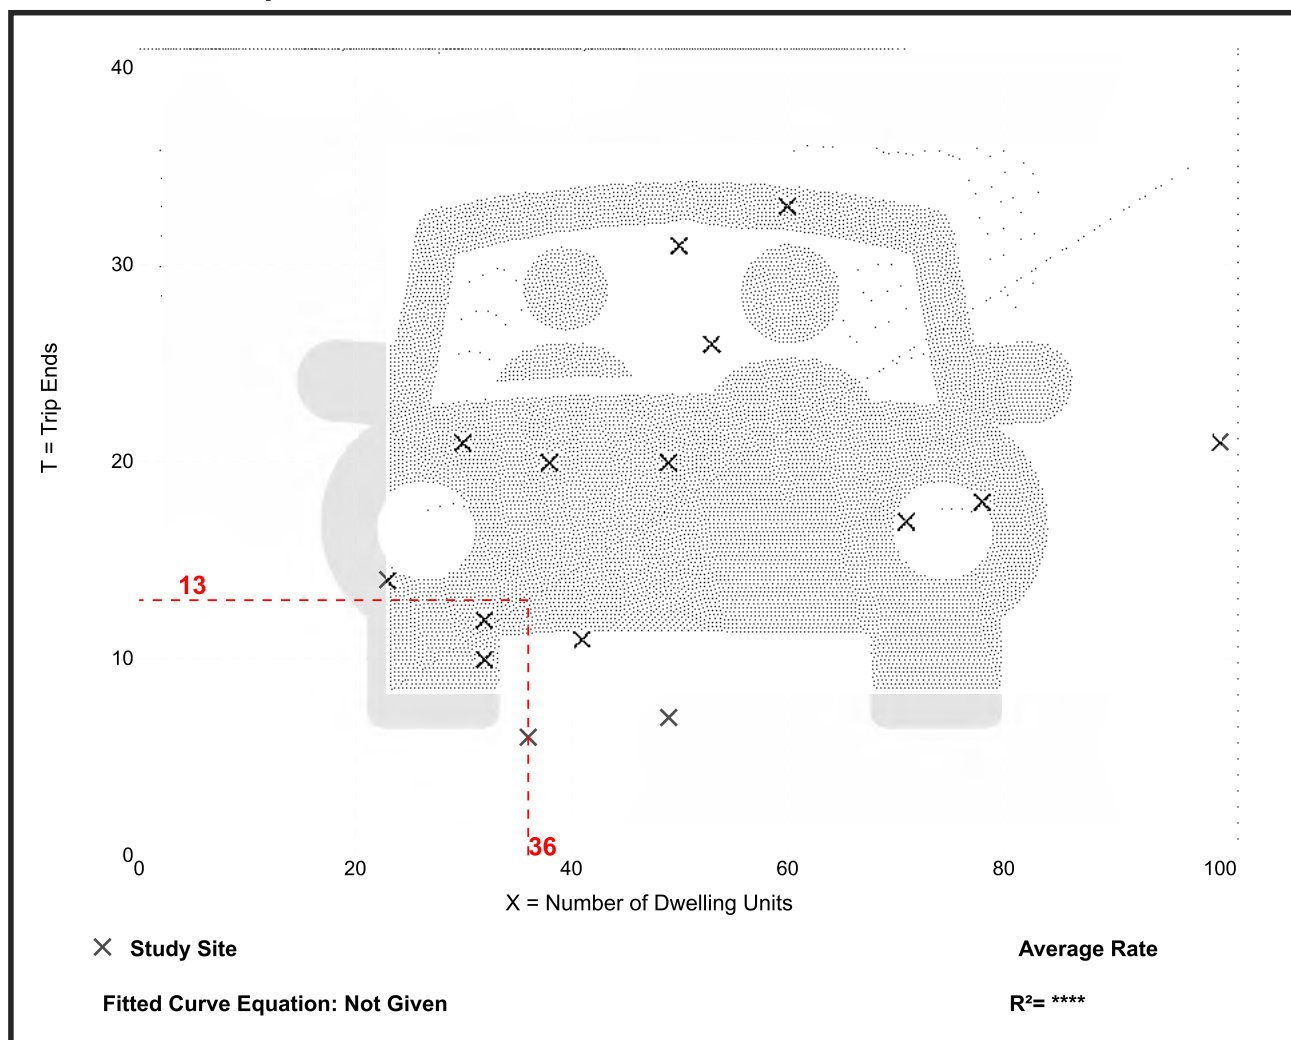 40
30
20
10
0
T = Trip Ends
13
36
0 20 40 60 80 100
X = Number of Dwelling Units
Study Site
Average Rate
Fitted Curve Equation: Not Given
R²= ****